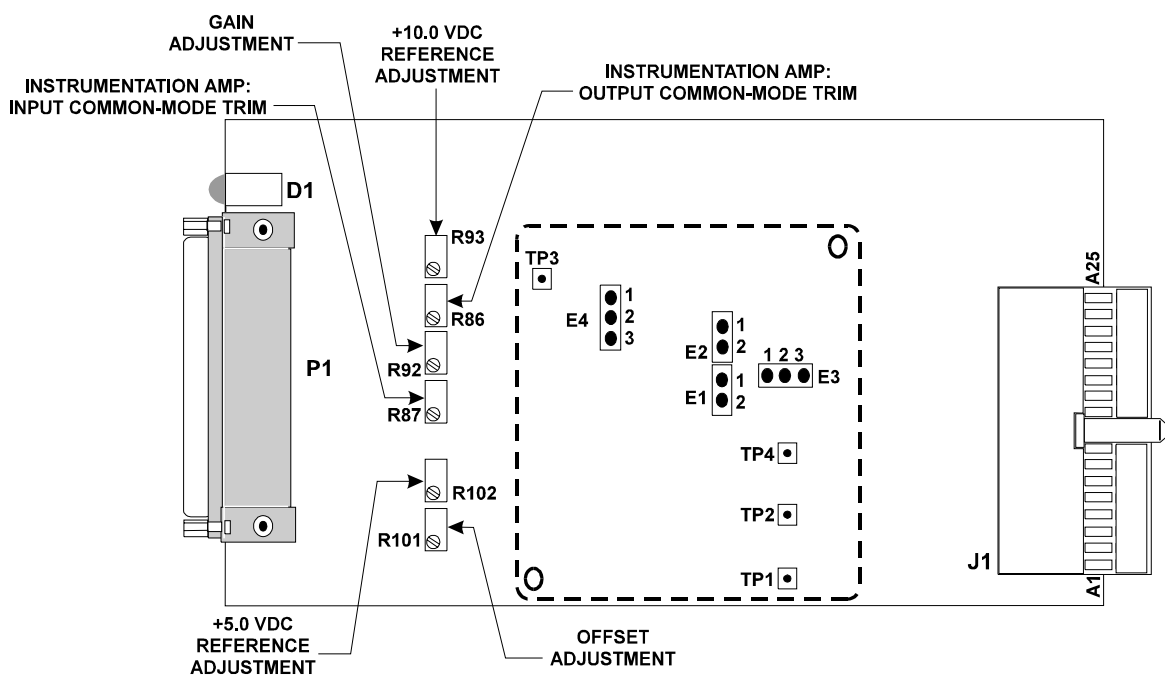 GAIN
ADJUSTMENT
+10.0 VDC
REFERENCE
ADJUSTMENT
INSTRUMENTATION AMP:
OUTPUT COMMON-MODE TRIM
INSTRUMENTATION AMP:
INPUT COMMON-MODE TRIM
D1
R93
TP3
A25
R86
E4
1
2
3
E2
1
2
P1
R92
1 2 3
E3
R87
E1
1
2
TP4
R102
TP2
R101
J1
TP1
A1
+5.0 VDC
REFERENCE
ADJUSTMENT
OFFSET
ADJUSTMENT